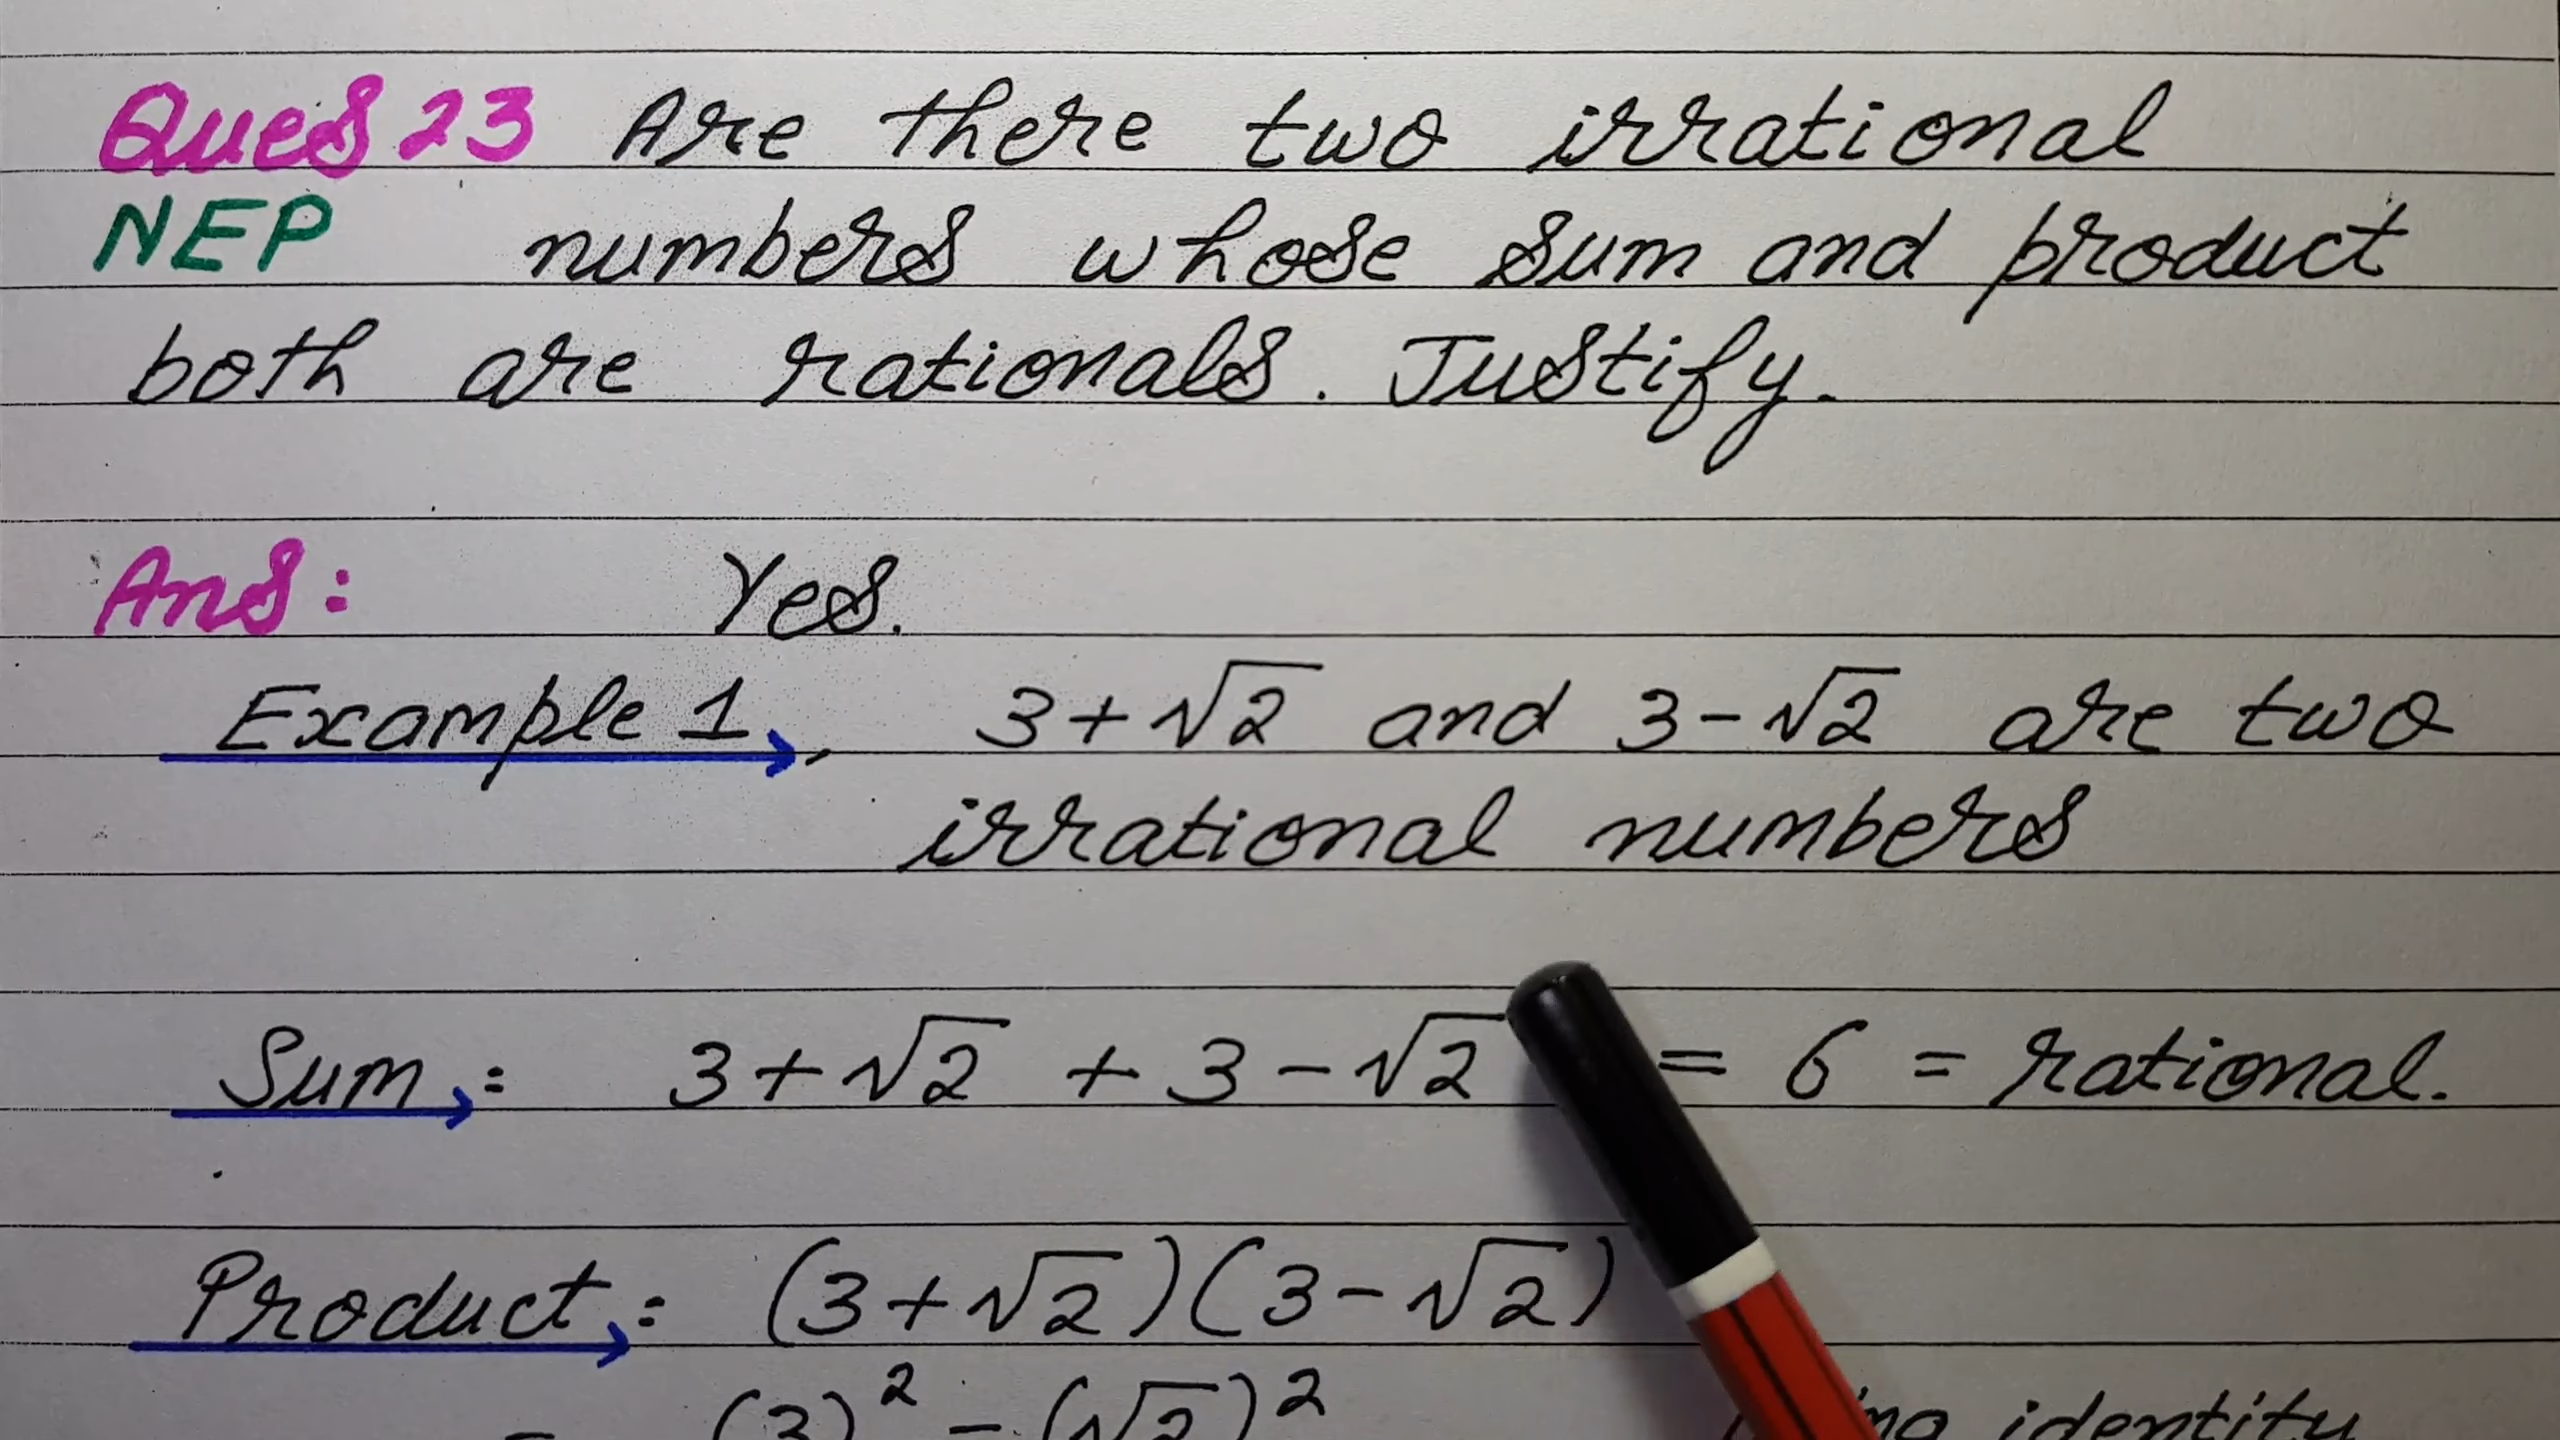 Ques 23 Are there two irrational
NEP numbers whose sum and product
both are rationals. Justify.
Ans: Yes.
Example 1, 3+√2 and 3-√2 are two
irrational numbers
Sum: 3+√2 + 3-√2 = 6 = rational.
Product: (3+√2)(3-√2)
= (3)² - (√2)² identity